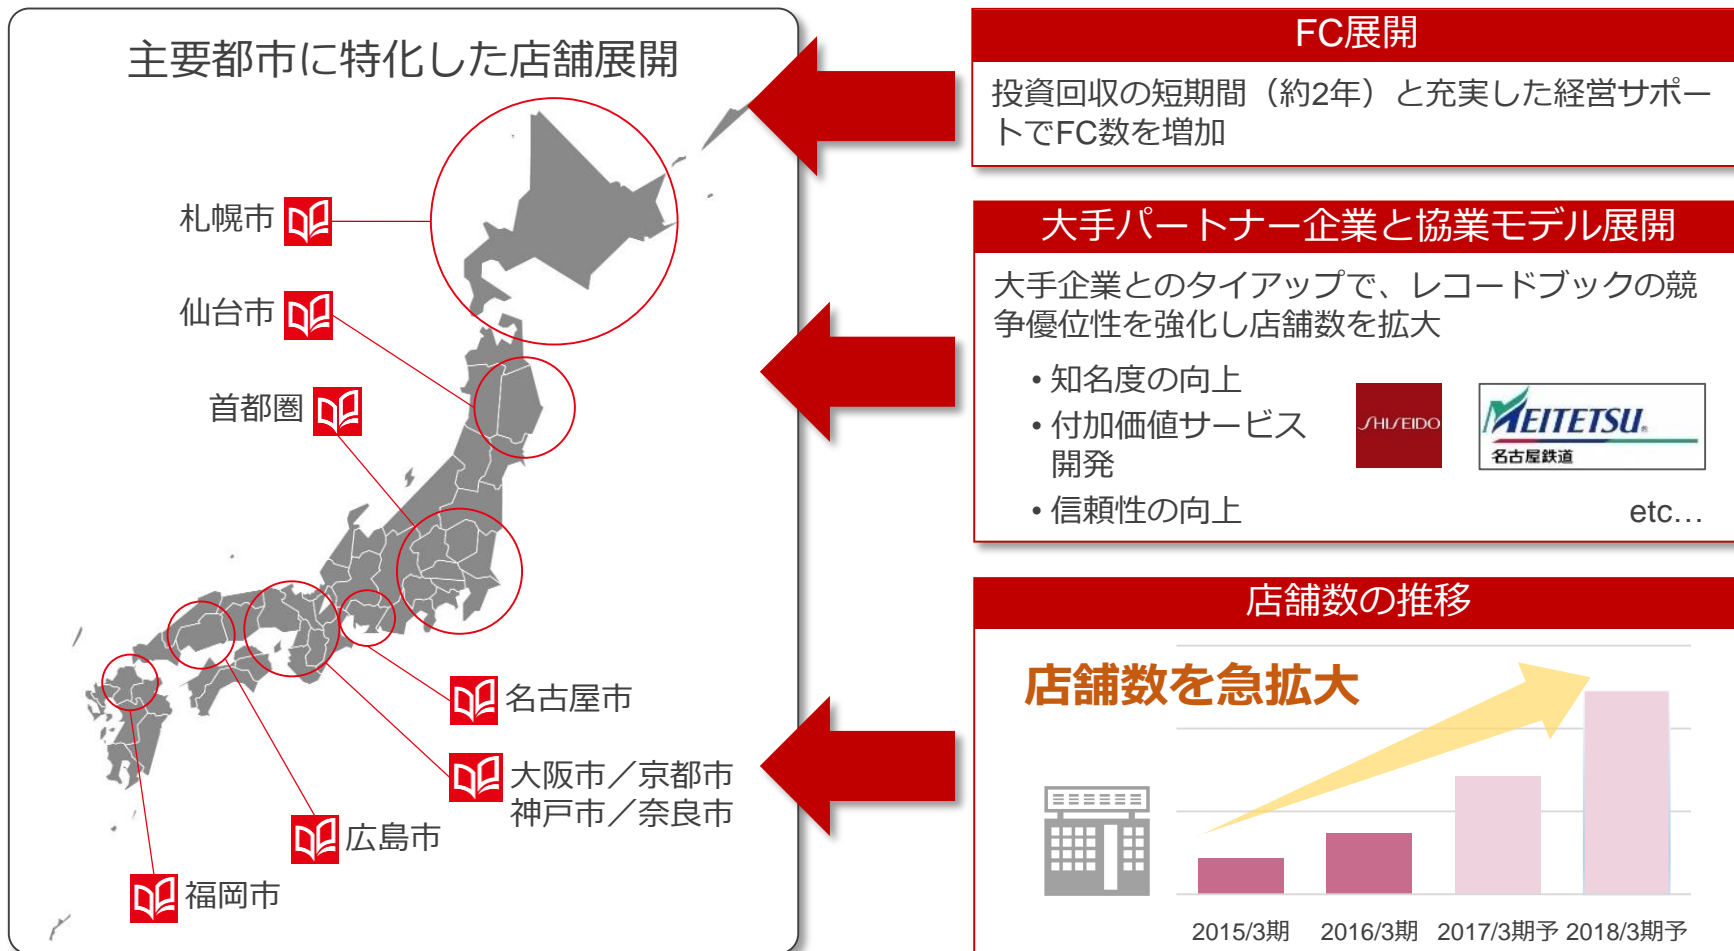 主要都市に特化した店舗展開
札幌市
仙台市
首都圏
名古屋市
大阪市／京都市
神戸市／奈良市
広島市
福岡市
FC展開
投資回収の短期間（約2年）と充実した経営サポー
トでFC数を増加
大手パートナー企業と協業モデル展開
大手企業とのタイアップで、レコードブックの競
争優位性を強化し店舗数を拡大
• 知名度の向上
• 付加価値サービス
開発
• 信頼性の向上
SHISEIDO
MEITETSU®
名古屋鉄道
etc…
店舗数の推移
店舗数を急拡大
2015/3期 2016/3期 2017/3期予 2018/3期予